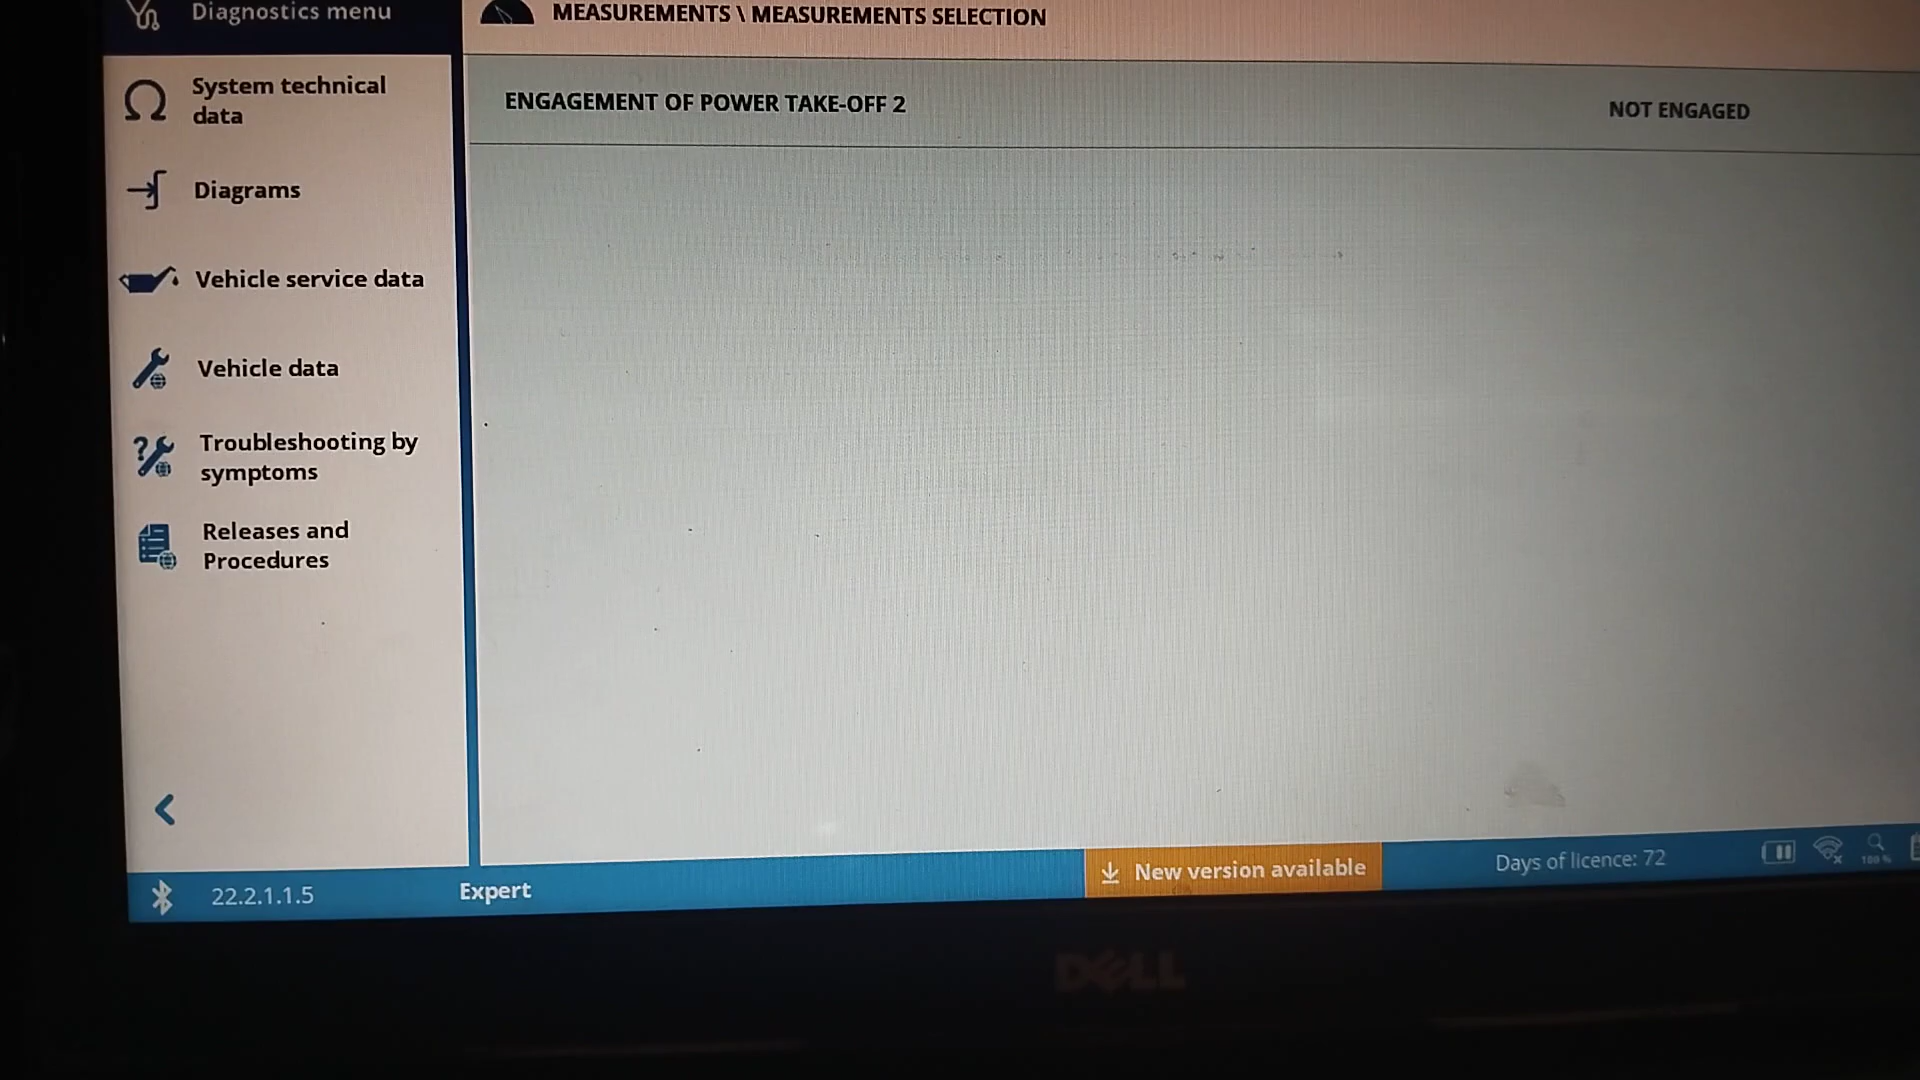 Diagnostics menu
MEASUREMENTS \ MEASUREMENTS SELECTION
System technical
data
ENGAGEMENT OF POWER TAKE-OFF 2
NOT ENGAGED
Diagrams
Vehicle service data
Vehicle data
Troubleshooting by
symptoms
Releases and
Procedures
22.2.1.1.5
Expert
New version available
Days of licence: 72
100 %
DELL